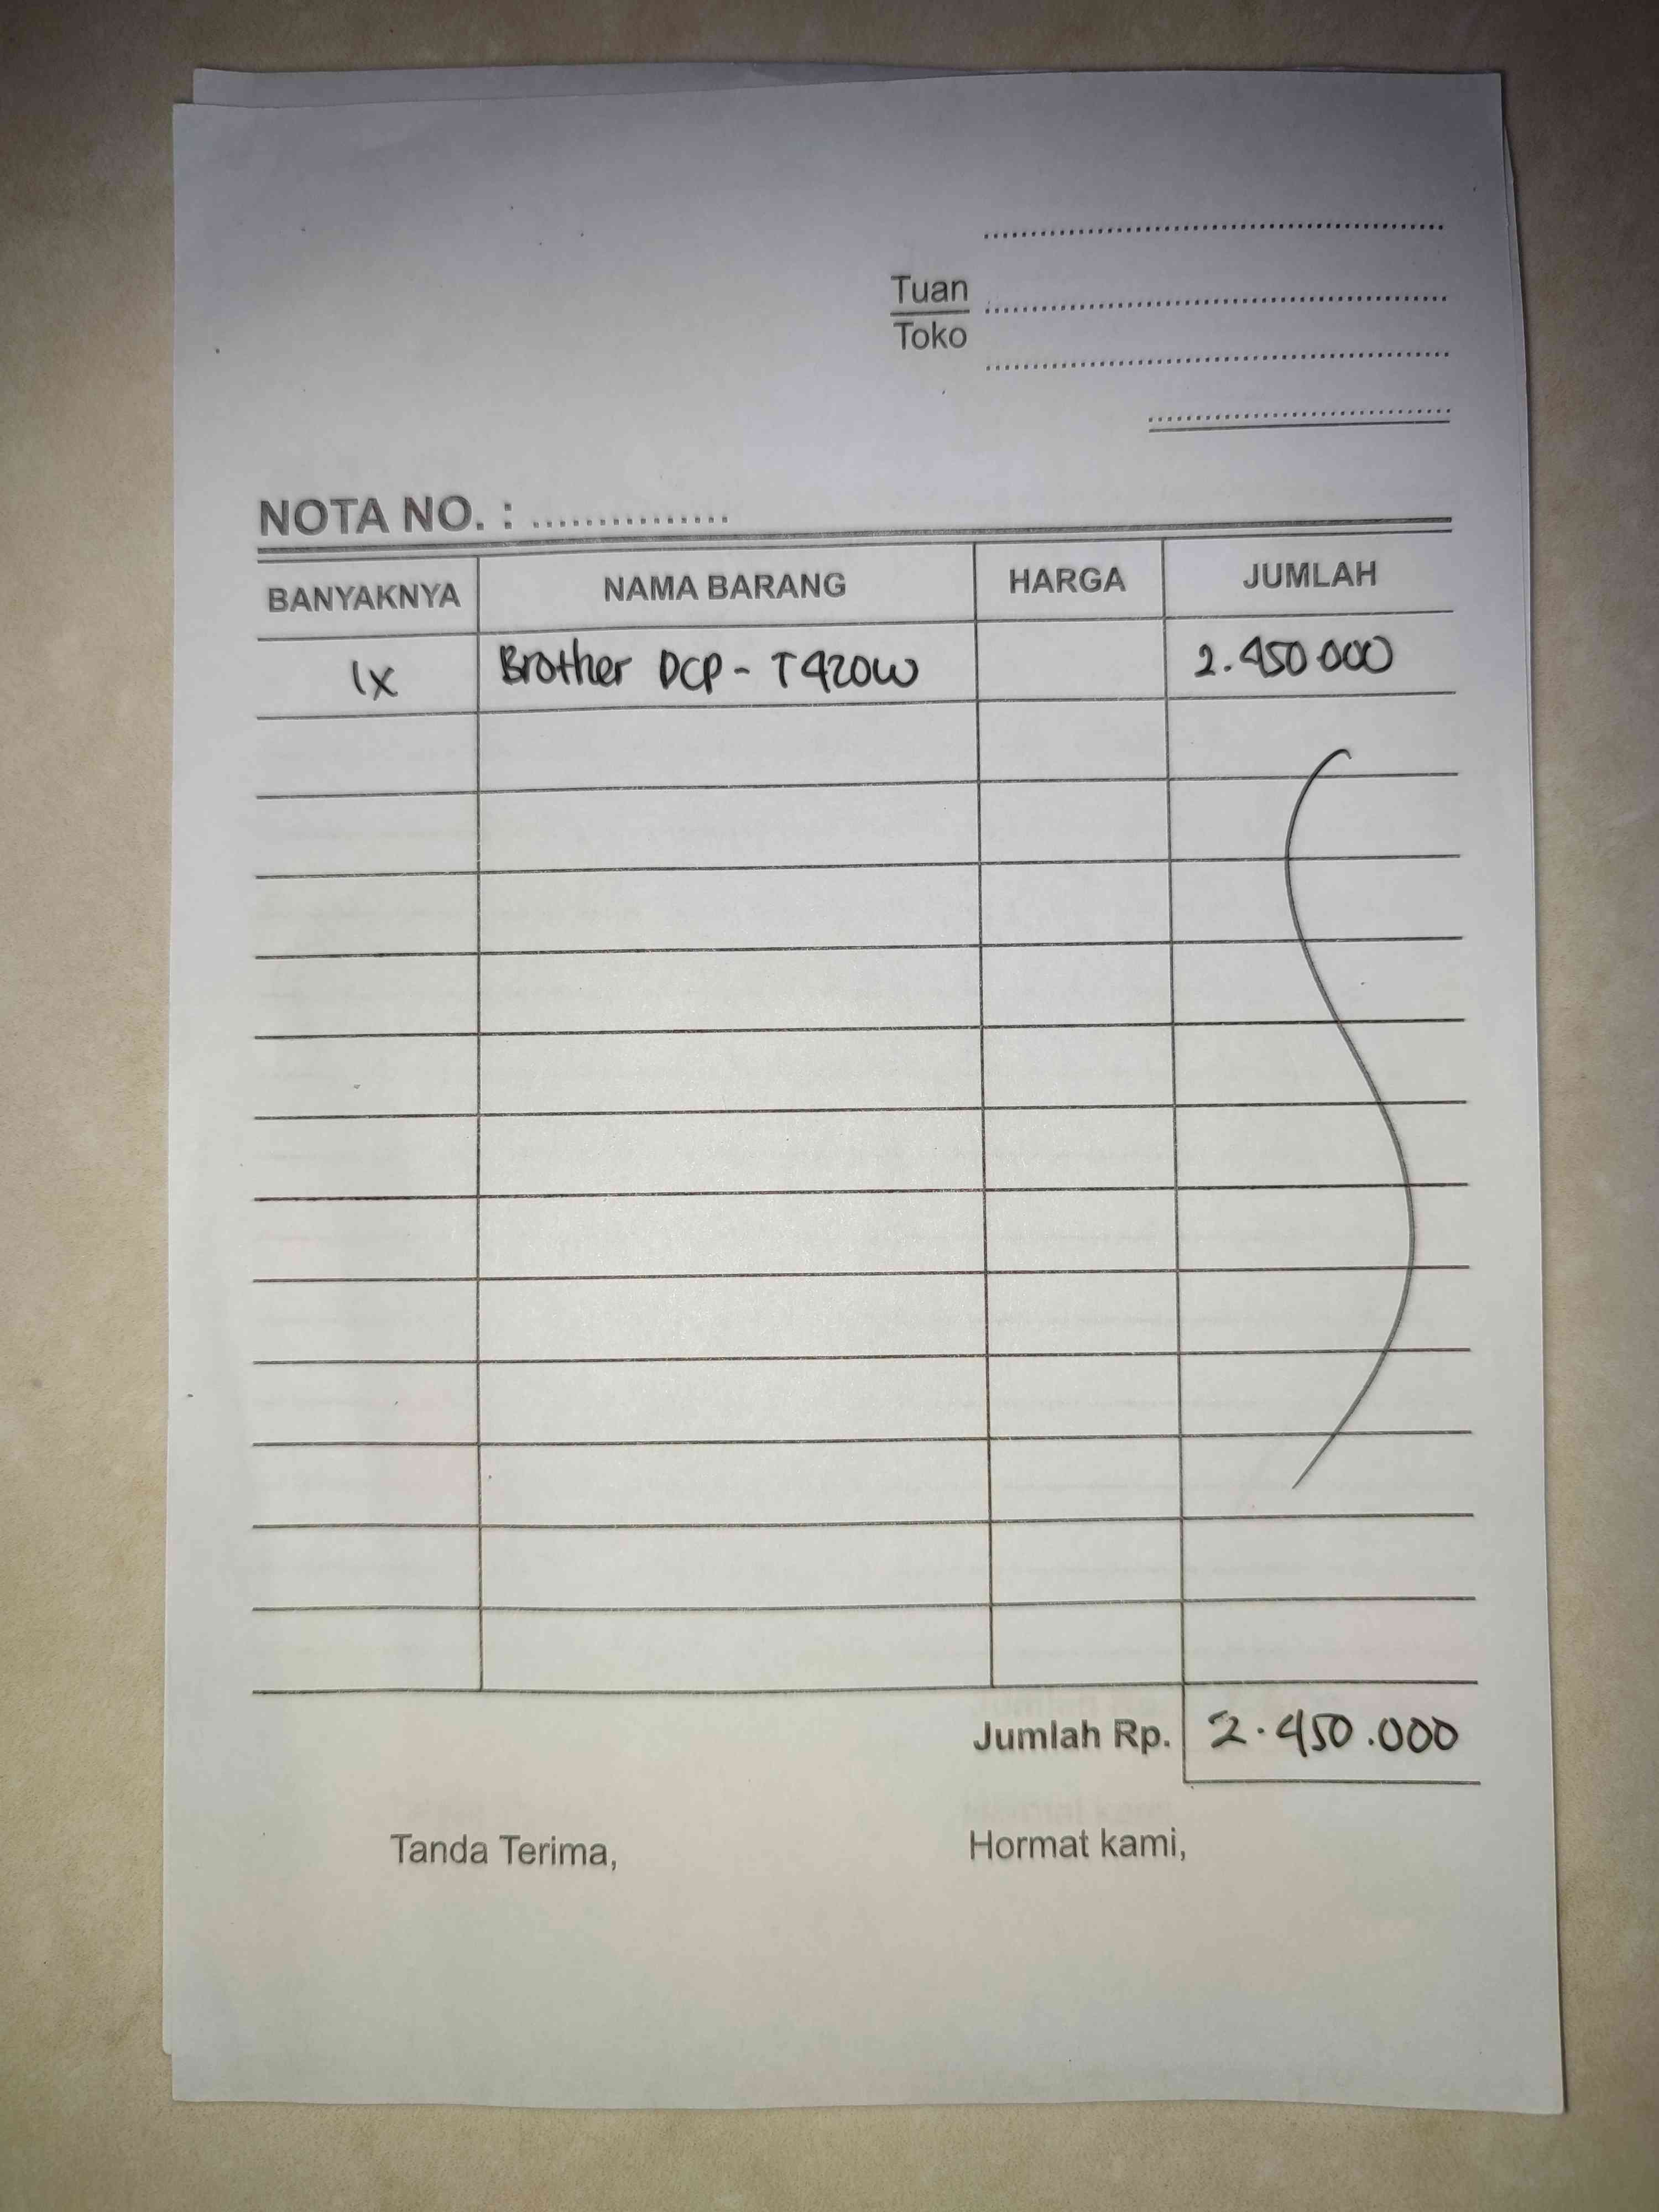 Tuan
Toko
NOTA NO. : ...............
BANYAKNYA NAMA BARANG HARGA JUMLAH
1x Brother DCP - T420W 2.450.000
Jumlah Rp. 2.450.000
Tanda Terima, Hormat kami,